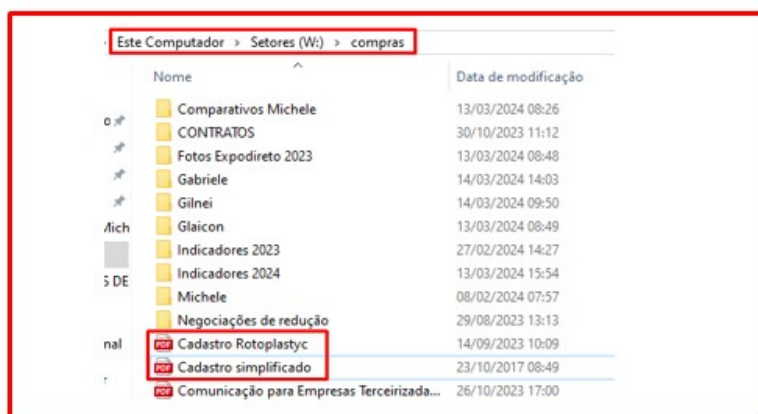 Este Computador > Setores (W:) > compras
Nome Data de modificação
Comparativos Michele 13/03/2024 08:26
CONTRATOS 30/10/2023 11:12
Fotos Expodireto 2023 13/03/2024 08:48
Gabriele 14/03/2024 14:03
Gilnei 14/03/2024 09:50
Glaicon 13/03/2024 08:49
Indicadores 2023 27/02/2024 14:27
Indicadores 2024 13/03/2024 15:54
Michele 08/02/2024 07:57
Negociações de redução 29/08/2023 13:13
PDF Cadastro Rotoplastyc 14/09/2023 10:09
PDF Cadastro simplificado 23/10/2017 08:49
PDF Comunicação para Empresas Terceirizada... 26/10/2023 17:00